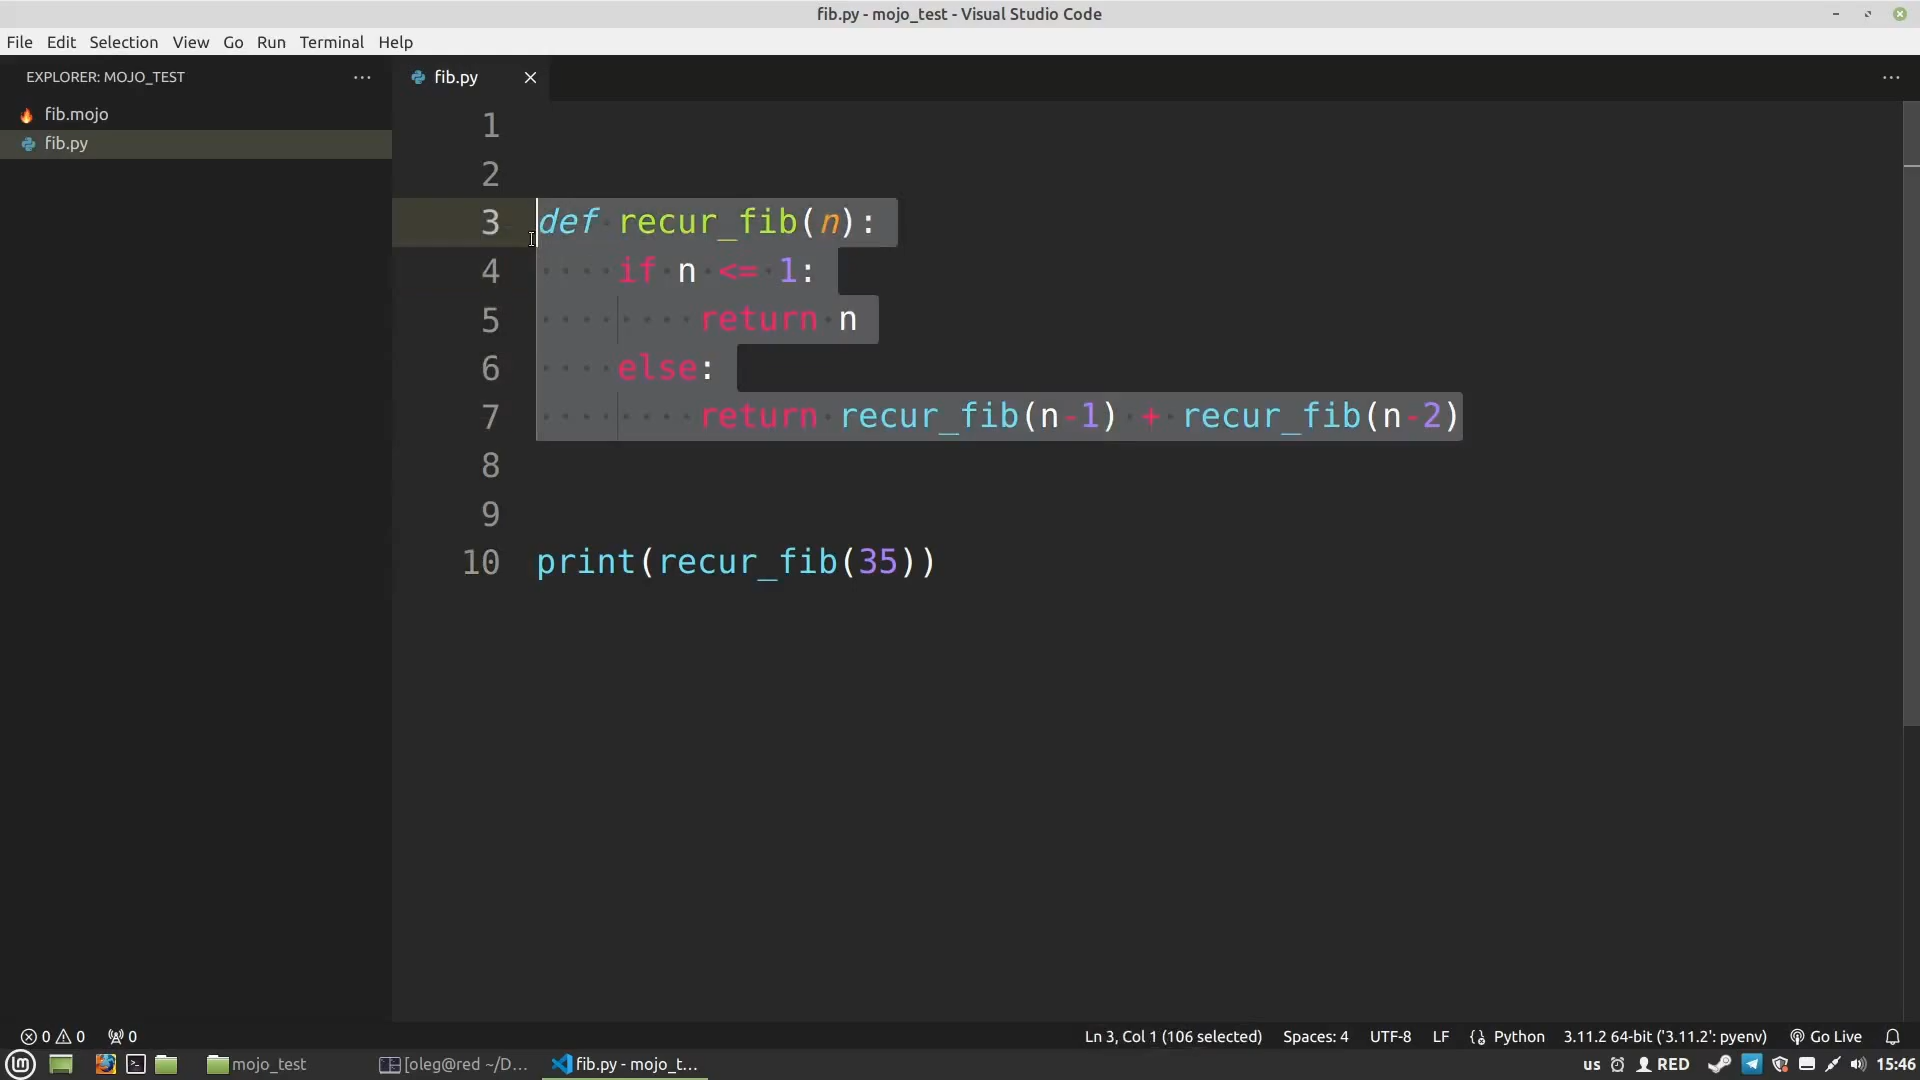 fib.py - mojo_test - Visual Studio Code
File Edit Selection View Go Run Terminal Help
EXPLORER: MOJO_TEST
fib.py
fib.mojo
fib.py
1
2
3 def recur_fib(n):
4 if n <= 1:
5 return n
6 else:
7 return recur_fib(n-1) + recur_fib(n-2)
8
9
10 print(recur_fib(35))
0 0 0 Ln 3, Col 1 (106 selected) Spaces: 4 UTF-8 LF {} Python 3.11.2 64-bit ('3.11.2': pyenv) Go Live
lm mojo_test [oleg@red ~/D... fib.py - mojo_t... us RED 15:46